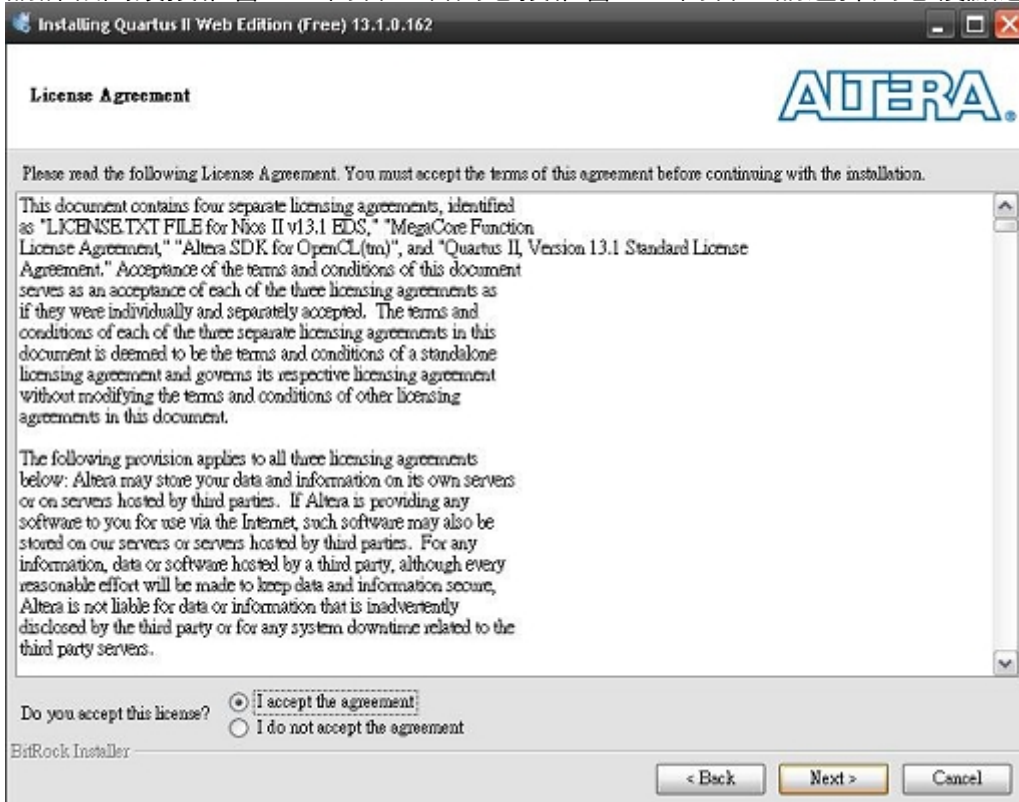 Installing Quartus II Web Edition (Free) 13.1.0.162
License Agreement
ALTERA®
Please read the following License Agreement. You must accept the terms of this agreement before continuing with the installation.
This document contains four separate licensing agreements, identified
as "LICENSE.TXT FILE for Nios II v13.1 EDS," "MegaCore Function
License Agreement," "Altera SDK for OpenCL(tm)", and "Quartus II, Version 13.1 Standard License
Agreement." Acceptance of the terms and conditions of this document
serves as an acceptance of each of the three licensing agreements as
if they were individually and separately accepted. The terms and
conditions of each of the three separate licensing agreements in this
document is deemed to be the terms and conditions of a standalone
licensing agreement and governs its respective licensing agreement
without modifying the terms and conditions of other licensing
agreements in this document.
The following provision applies to all three licensing agreements
below: Altera may store your data and information on its own servers
or on servers hosted by third parties. If Altera is providing any
software to you for use via the Internet, such software may also be
stored on our servers or servers hosted by third parties. For any
information, data or software hosted by a third party, although every
reasonable effort will be made to keep data and information secure,
Altera is not liable for data or information that is inadvertently
disclosed by the third party or for any system downtime related to the
third party servers.
Do you accept this license?
I accept the agreement
I do not accept the agreement
BitRock Installer
< Back Next > Cancel